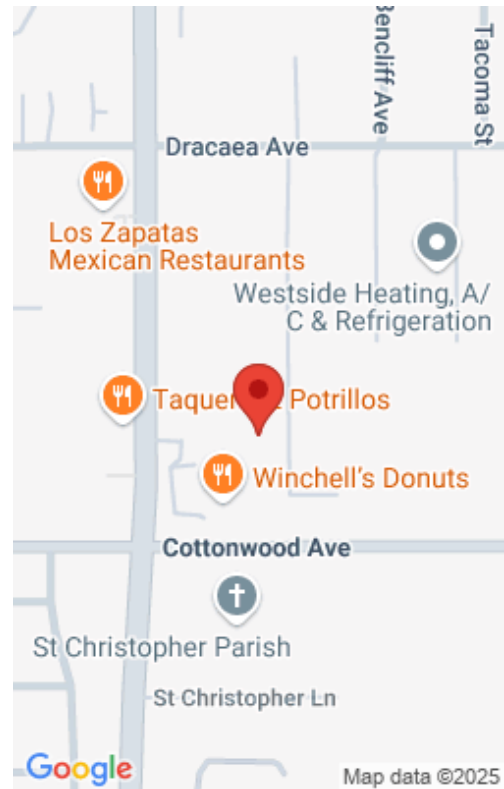 Bencliff Ave
Tacoma St
Dracaea Ave
Los Zapatas
Mexican Restaurants
Westside Heating, A/
C & Refrigeration
Potrillos
Winchell's Donuts
Cottonwood Ave
St Christopher Parish
St Christopher Ln
Google
Map data ©2025